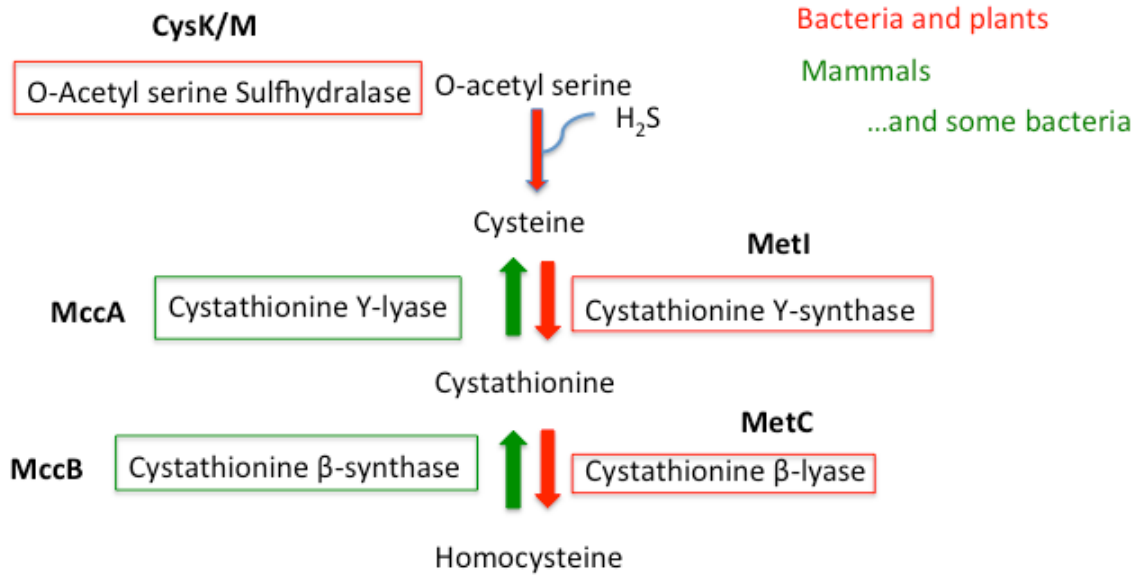 CysK/M
Bacteria and plants
O-Acetyl serine Sulfhydralase
O-acetyl serine
Mammals
H₂S
...and some bacteria
Cysteine
MetI
MccA
Cystathionine Y-lyase
Cystathionine Y-synthase
Cystathionine
MetC
MccB
Cystathionine β-synthase
Cystathionine β-lyase
Homocysteine